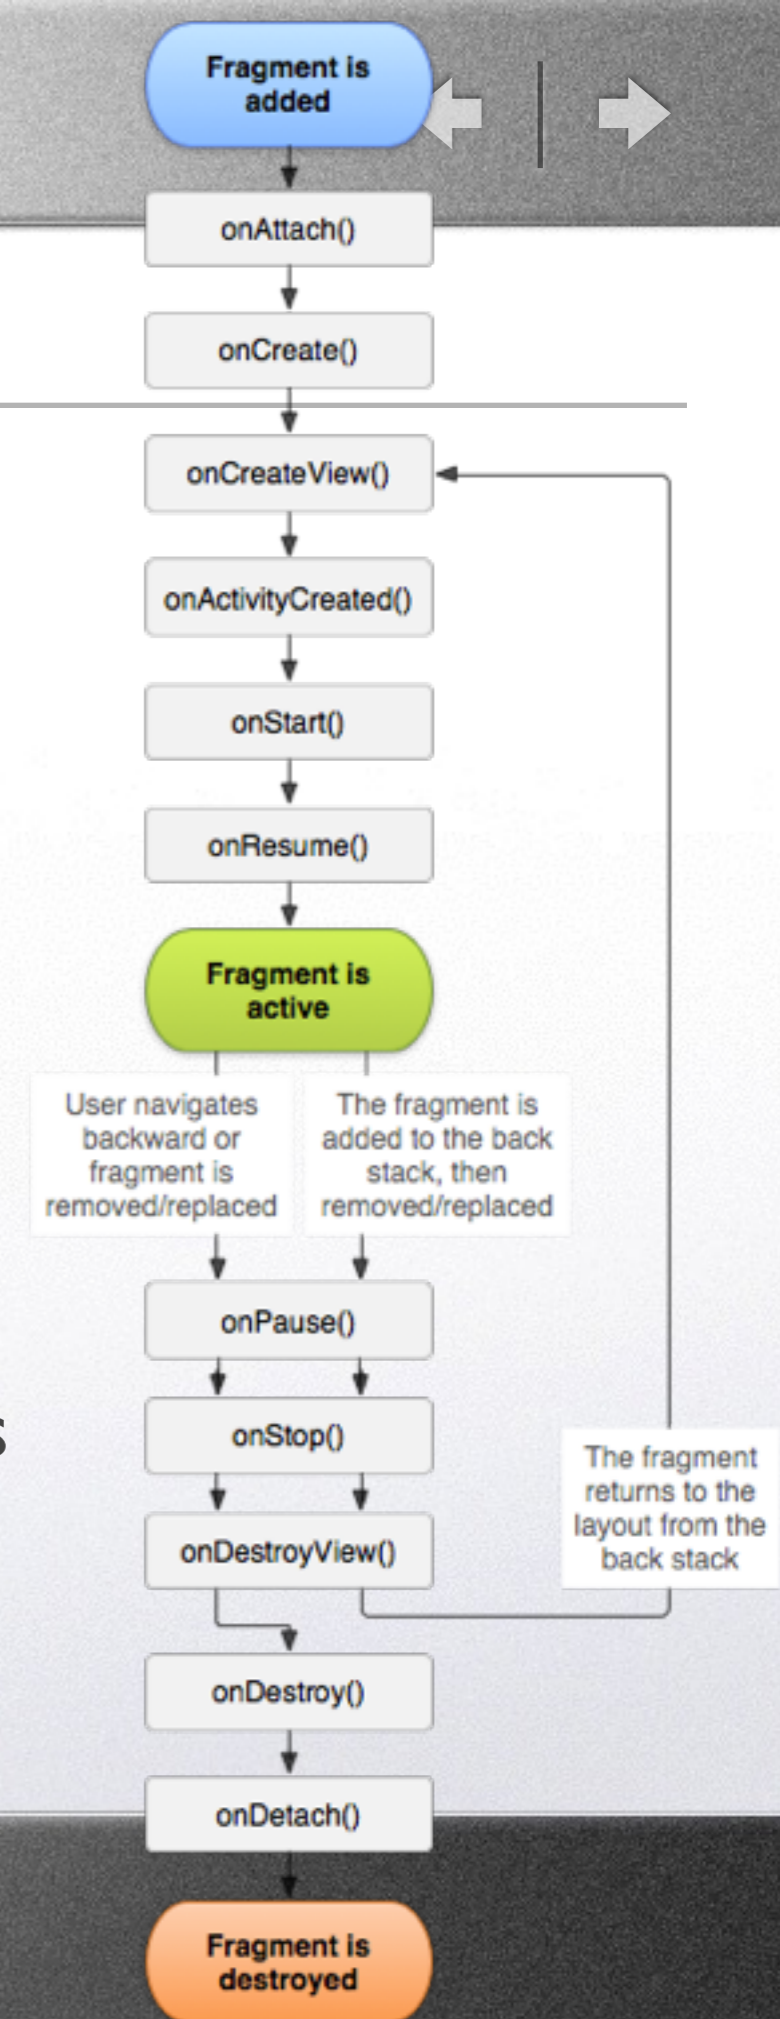 Fragment is
added
onAttach()
onCreate()
onCreateView()
onActivityCreated()
onStart()
onResume()
Fragment is
active
User navigates
backward or
fragment is
removed/replaced
The fragment is
added to the back
stack, then
removed/replaced
onPause()
s
onStop()
The fragment
returns to the
layout from the
back stack
onDestroyView()
onDestroy()
onDetach()
Fragment is
destroyed